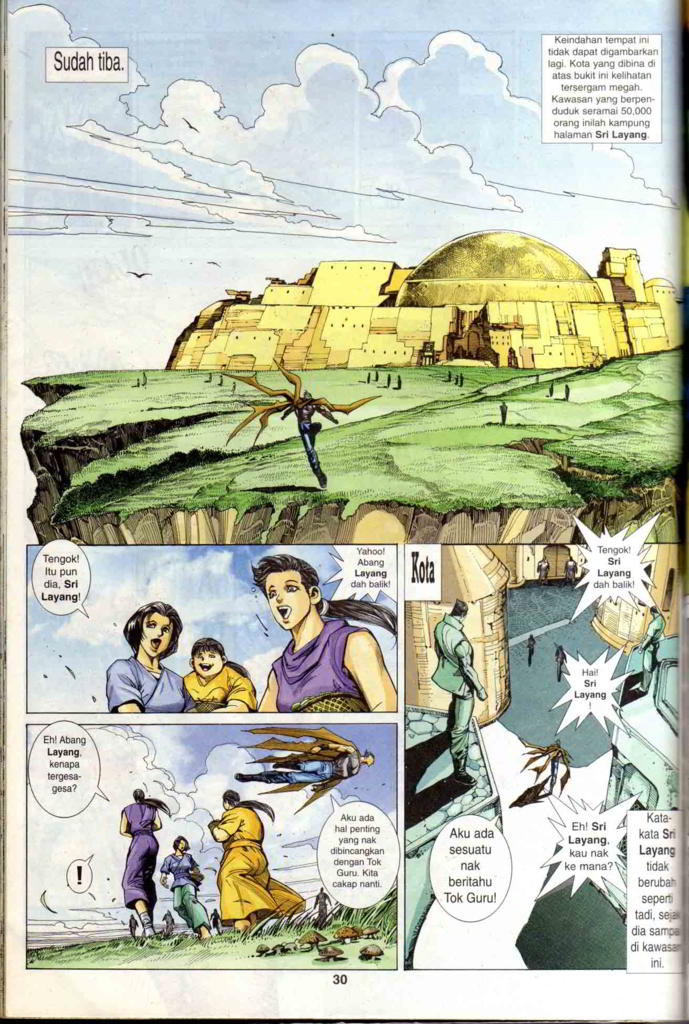 Sudah tiba.
Keindahan tempat ini
tidak dapat digambarkan
lagi. Kota yang dibina di
atas bukit ini kelihatan
tersergam megah.
Kawasan yang berpen-
duduk seramai 50,000
orang inilah kampung
halaman Sri Layang.
Tengok!
Itu pun
dia, Sri
Layang!
Yahoo!
Abang
Layang
dah balik!
Eh! Abang
Layang,
kenapa
tergesa-
gesa?
!
Aku ada
hal penting
yang nak
dibincangkan
dengan Tok
Guru. Kita
cakap nanti.
Kota
Tengok!
Sri
Layang
dah balik!
Hai!
Sri
Layang
!
Eh! Sri
Layang,
kau nak
ke mana?
Aku ada
sesuatu
nak
beritahu
Tok Guru!
Kata-
kata Sri
Layang
tidak
berubah
seperti
tadi, sejak
dia sampai
di kawasan
ini.
30